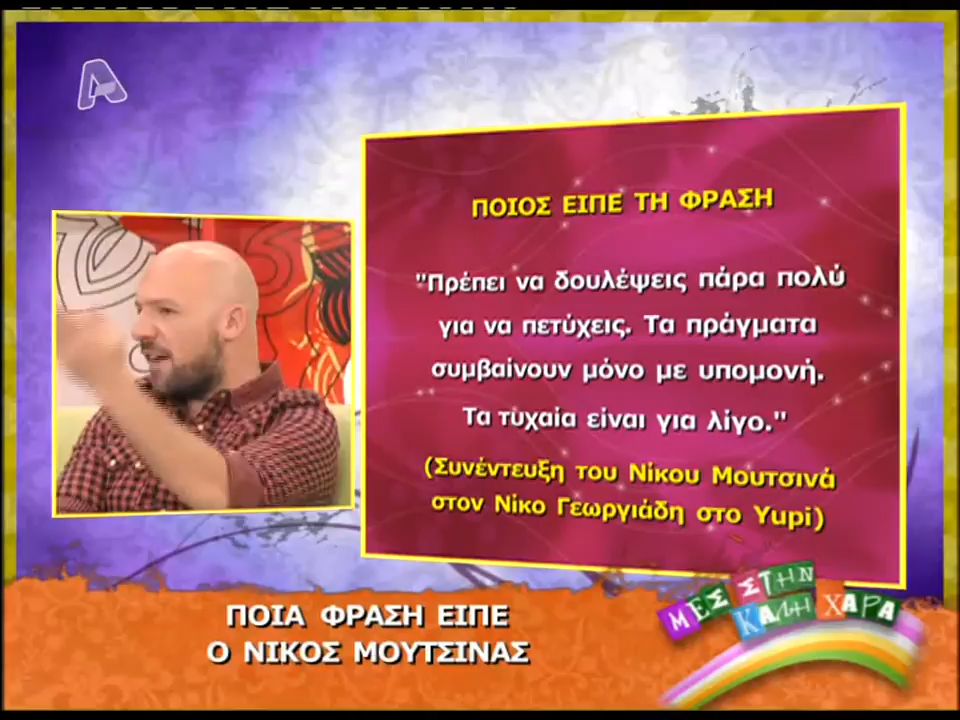 ΠΟΙΟΣ ΕΙΠΕ ΤΗ ΦΡΑΣΗ
"Πρέπει να δουλέψεις πάρα πολύ
για να πετύχεις. Τα πράγματα
συμβαίνουν μόνο με υπομονή.
Τα τυχαία είναι για λίγο."
(Συνέντευξη του Νίκου Μουτσινά
στον Νίκο Γεωργιάδη στο Yupi)
ΠΟΙΑ ΦΡΑΣΗ ΕΙΠΕ
Ο ΝΙΚΟΣ ΜΟΥΤΣΙΝΑΣ
ΜΕΣ ΣΤΗΝ
ΚΑΛΗ ΧΑΡΑ